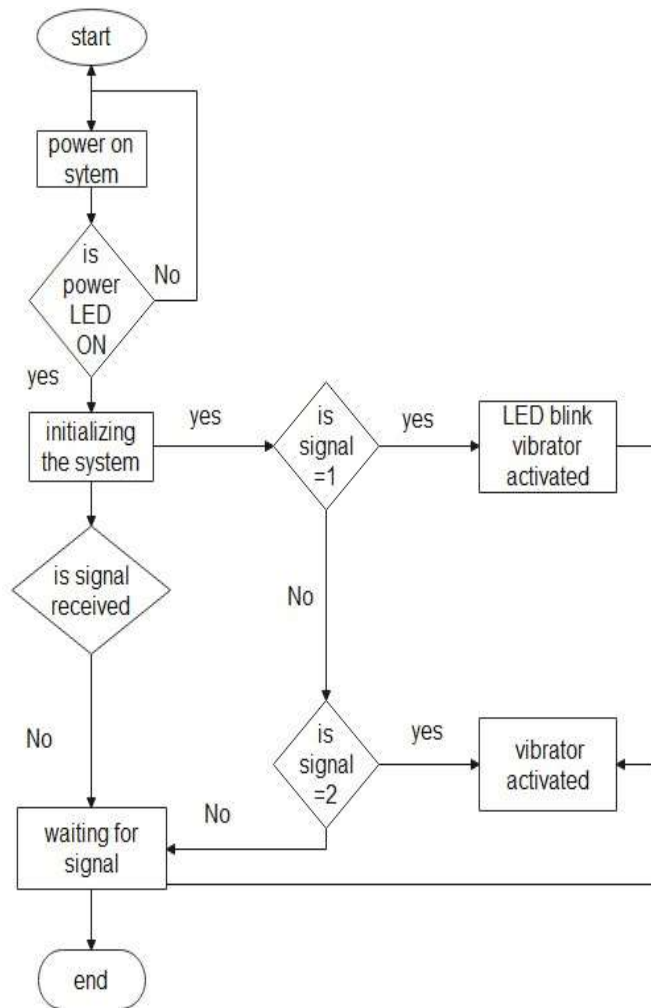 start
power on
sytem
is
power
LED
ON
No
yes
initializing
the system
yes
is
signal
=1
yes
LED blink
vibrator
activated
is signal
received
No
No
is
signal
=2
yes
vibrator
activated
No
waiting for
signal
end